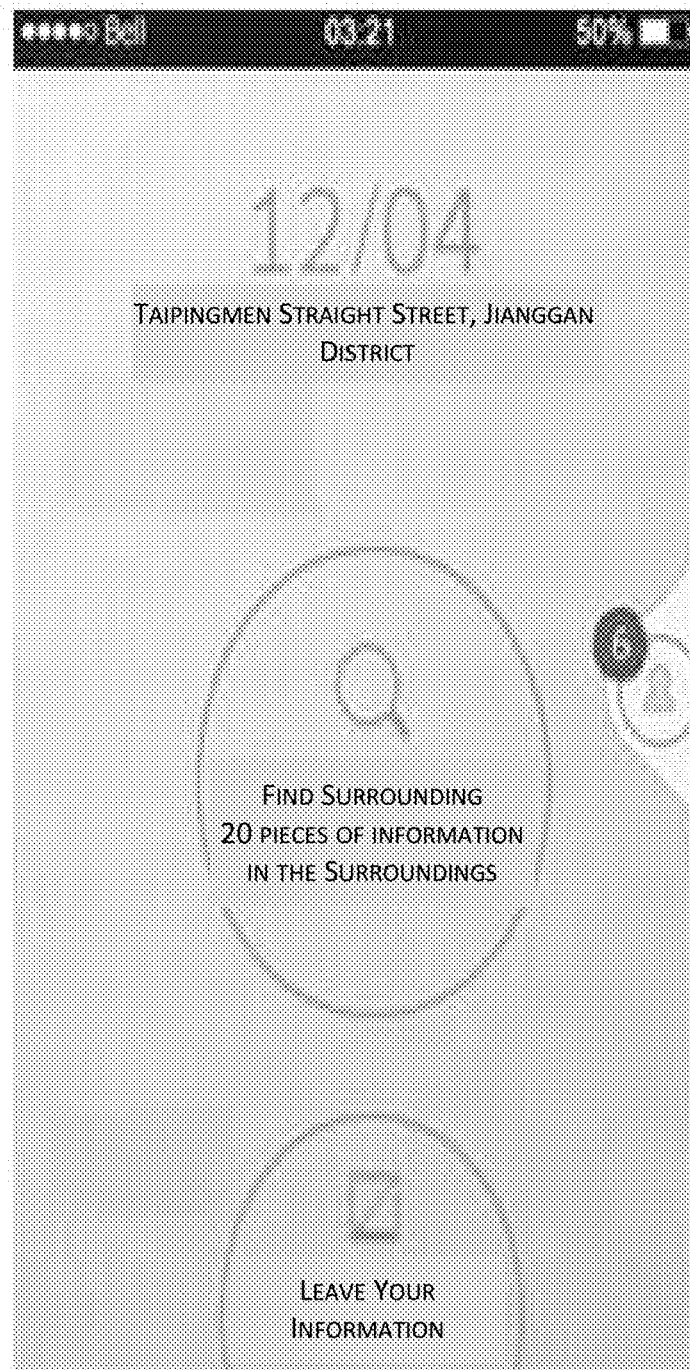 Bell 03:21 50%
12/04
TAIPINGMEN STRAIGHT STREET, JIANGGAN
DISTRICT
FIND SURROUNDING
20 PIECES OF INFORMATION
IN THE SURROUNDINGS
LEAVE YOUR
INFORMATION